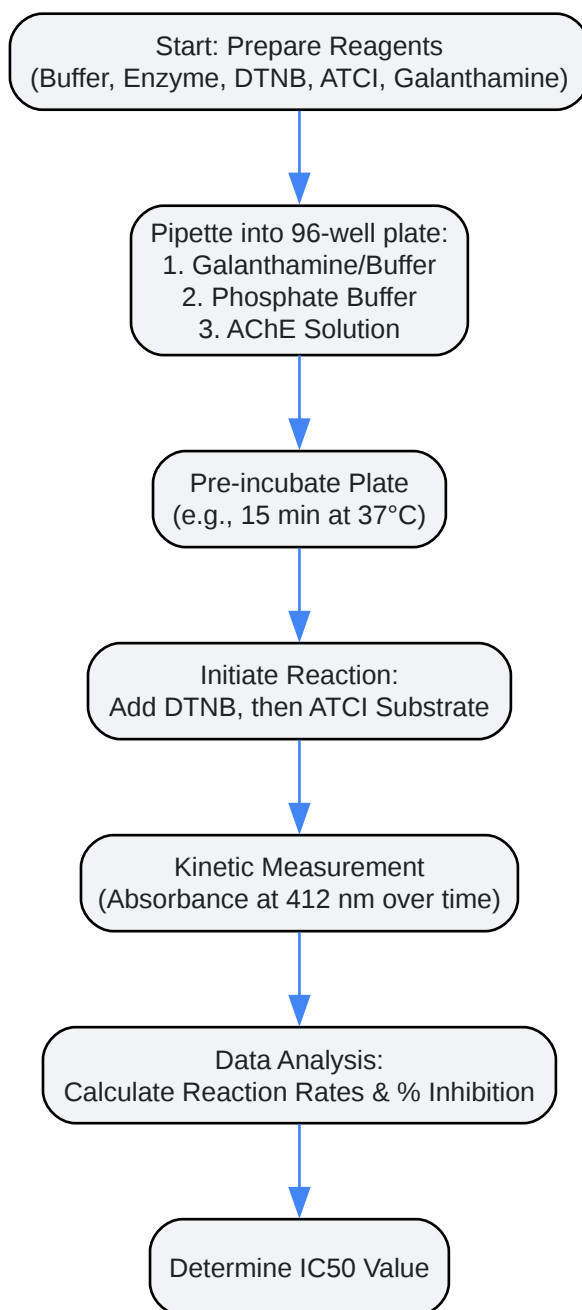 Start: Prepare Reagents
(Buffer, Enzyme, DTNB, ATCI, Galanthamine)
Pipette into 96-well plate:
1. Galanthamine/Buffer
2. Phosphate Buffer
3. AChE Solution
Pre-incubate Plate
(e.g., 15 min at 37°C)
Initiate Reaction:
Add DTNB, then ATCI Substrate
Kinetic Measurement
(Absorbance at 412 nm over time)
Data Analysis:
Calculate Reaction Rates & % Inhibition
Determine IC50 Value